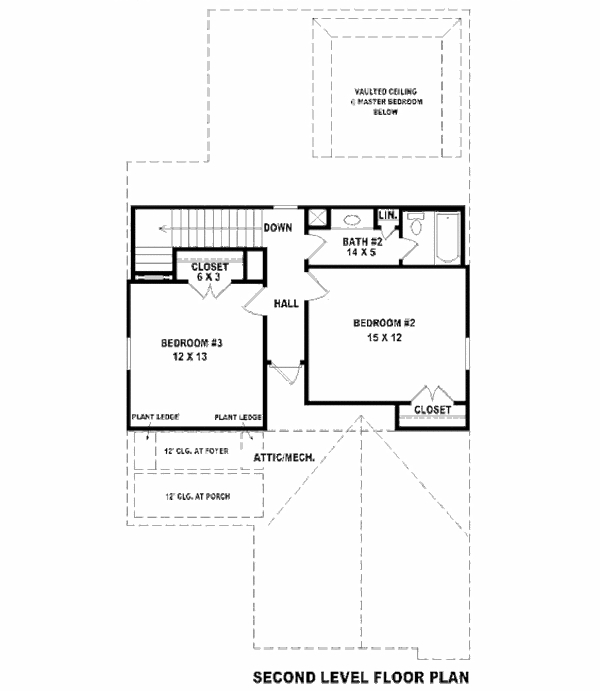 VAULTED CEILING
@ MASTER BEDROOM
BELOW
DOWN
LIN.
BATH #2
14 X 5
CLOSET
6 X 3
HALL
BEDROOM #3
12 X 13
BEDROOM #2
15 X 12
CLOSET
PLANT LEDGE
PLANT LEDGE
12' CLG. AT FOYER
ATTIC/MECH.
12' CLG. AT PORCH
SECOND LEVEL FLOOR PLAN